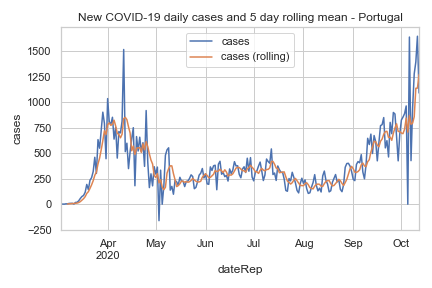 New COVID-19 daily cases and 5 day rolling mean - Portugal
cases
cases (rolling)
1500
1250
1000
750
500
250
0
−250
cases
Apr
2020
May
Jun
Jul
Aug
Sep
Oct
dateRep